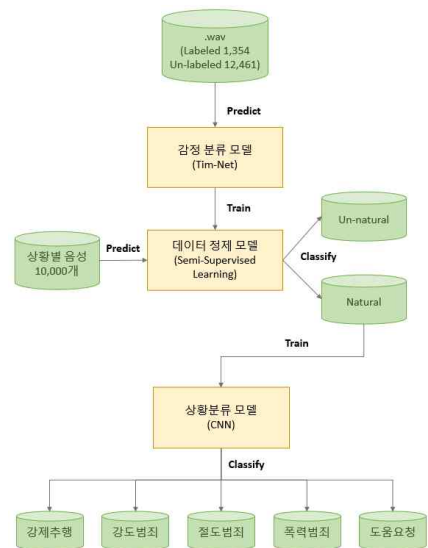 .wav
(Labeled 1,354
Un-labeled 12,461)
Predict
감정 분류 모델
(Tim-Net)
Train
Un-natural
상황별 음성
10,000개
Predict
데이터 정제 모델
(Semi-Supervised
Learning)
Classify
Natural
Train
상황분류 모델
(CNN)
Classify
강제추행
강도범죄
절도범죄
폭력범죄
도움요청